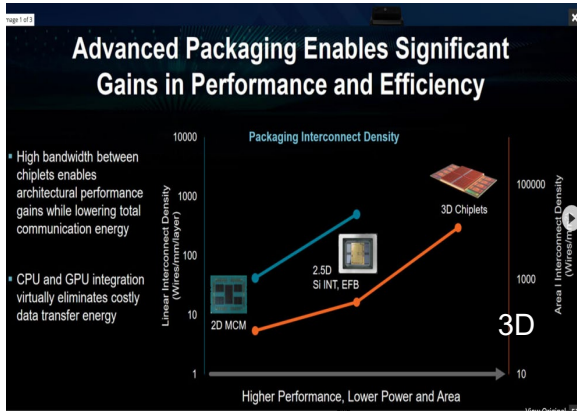 mage 1 of 3
Advanced Packaging Enables Significant
Gains in Performance and Efficiency
▪ High bandwidth between
chiplets enables
architectural performance
gains while lowering total
communication energy
▪ CPU and GPU integration
virtually eliminates costly
data transfer energy
Packaging Interconnect Density
Linear Interconnect Density
(Wires/mm/layer)
10000
1000
100
10
1
2D MCM
2.5D
Si INT, EFB
3D Chiplets
3D
100000
1000
10
Area l Interconnect Density
(Wires/m
Higher Performance, Lower Power and Area
View Original